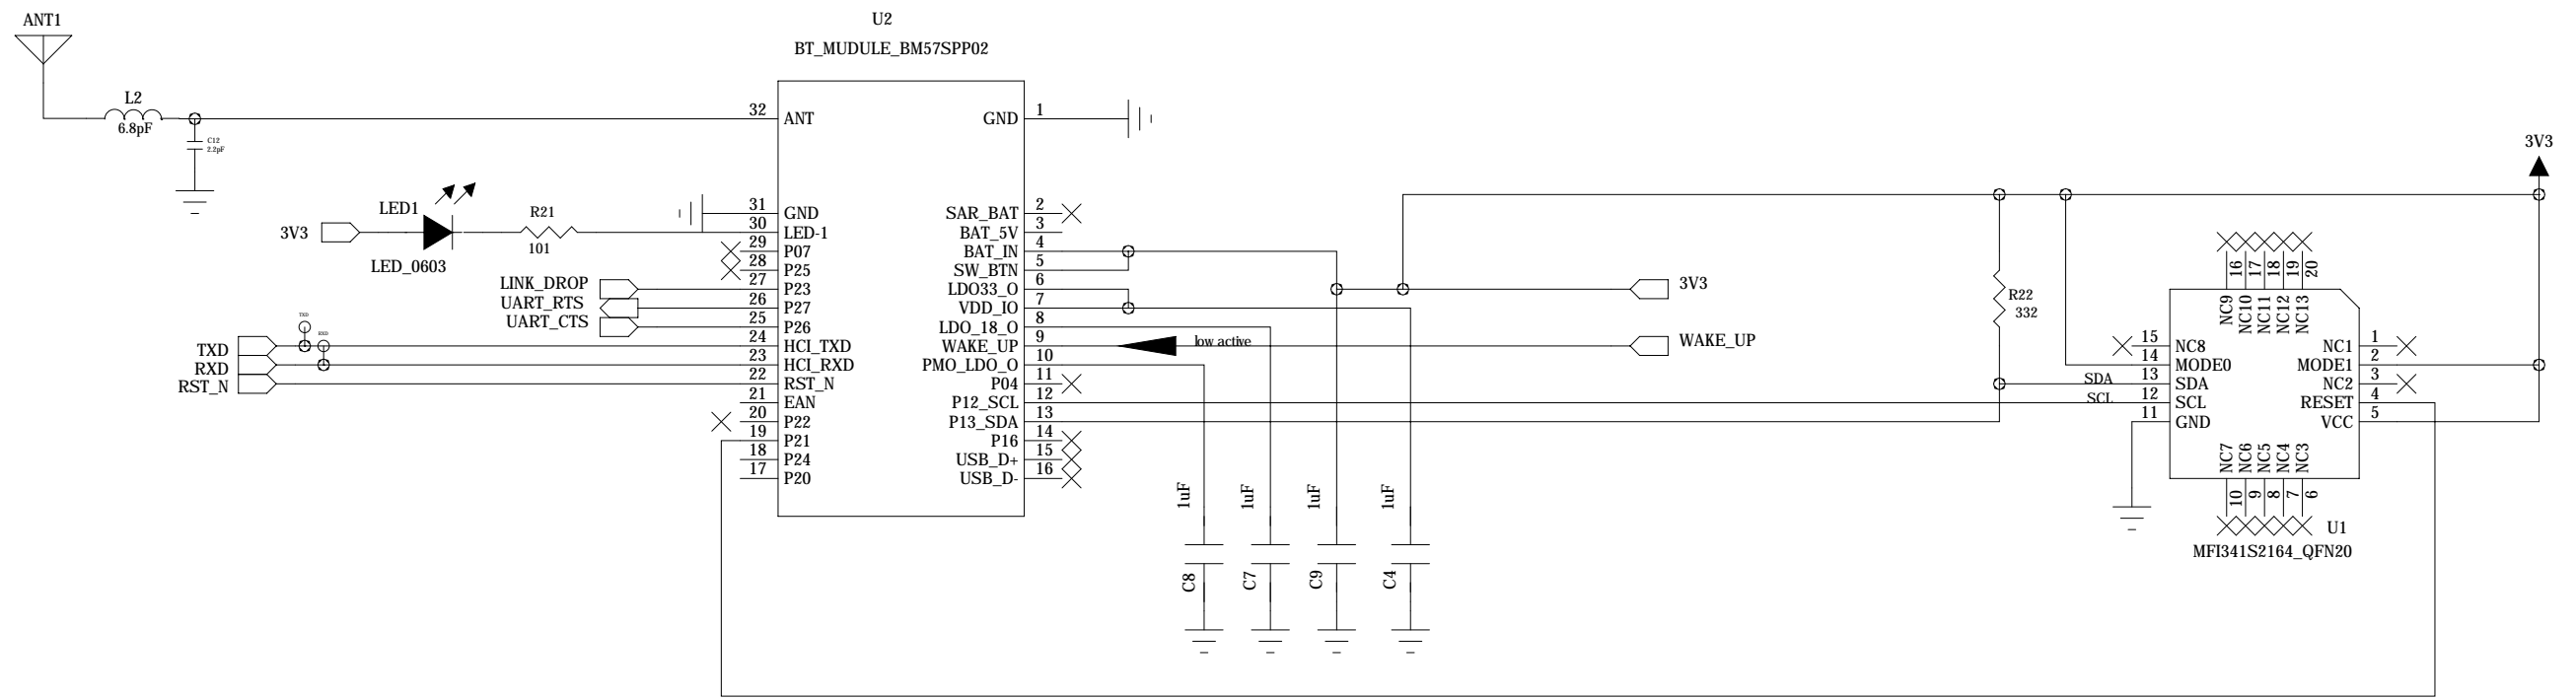 ANT1
U2
BT_MUDULE_BM57SPP02
L2
6.8pF
C12
2.2pF
32
ANT
GND
1
3V3
LED1
LED_0603
3V3
R21
101
31
GND
30
LED-1
29
P07
28
P25
LINK_DROP
27
P23
UART_RTS
26
P27
UART_CTS
25
P26
TXD
RXD
TXD
24
HCI_TXD
RXD
23
HCI_RXD
RST_N
22
RST_N
21
EAN
20
P22
19
P21
18
P24
17
P20
SAR_BAT
2
BAT_5V
3
BAT_IN
4
SW_BTN
5
LDO33_O
6
VDD_IO
7
LDO_18_O
8
WAKE_UP
9
PMO_LDO_O
10
P04
11
P12_SCL
12
P13_SDA
13
P16
14
USB_D+
15
USB_D-
16
3V3
low active
WAKE_UP
1uF
C8
1uF
C7
1uF
C9
1uF
C4
R22
332
SDA
SCL
16
17
18
19
20
NC9
NC10
NC11
NC12
NC13
15
NC8
14
MODE0
13
SDA
12
SCL
11
GND
NC1
1
MODE1
2
NC2
3
RESET
4
VCC
5
NC7
NC6
NC5
NC4
NC3
10
9
8
7
6
U1
MFI341S2164_QFN20